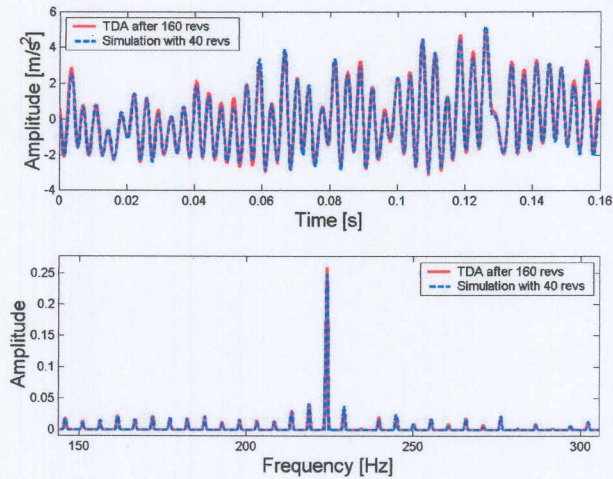 TDA after 160 revs
Simulation with 40 revs
Amplitude [m/s²]
6
4
2
0
-2
-4
0 0.02 0.04 0.06 0.08 0.1 0.12 0.14 0.16
Time [s]
TDA after 160 revs
Simulation with 40 revs
Amplitude
0.25
0.2
0.15
0.1
0.05
0
150 200 250 300
Frequency [Hz]